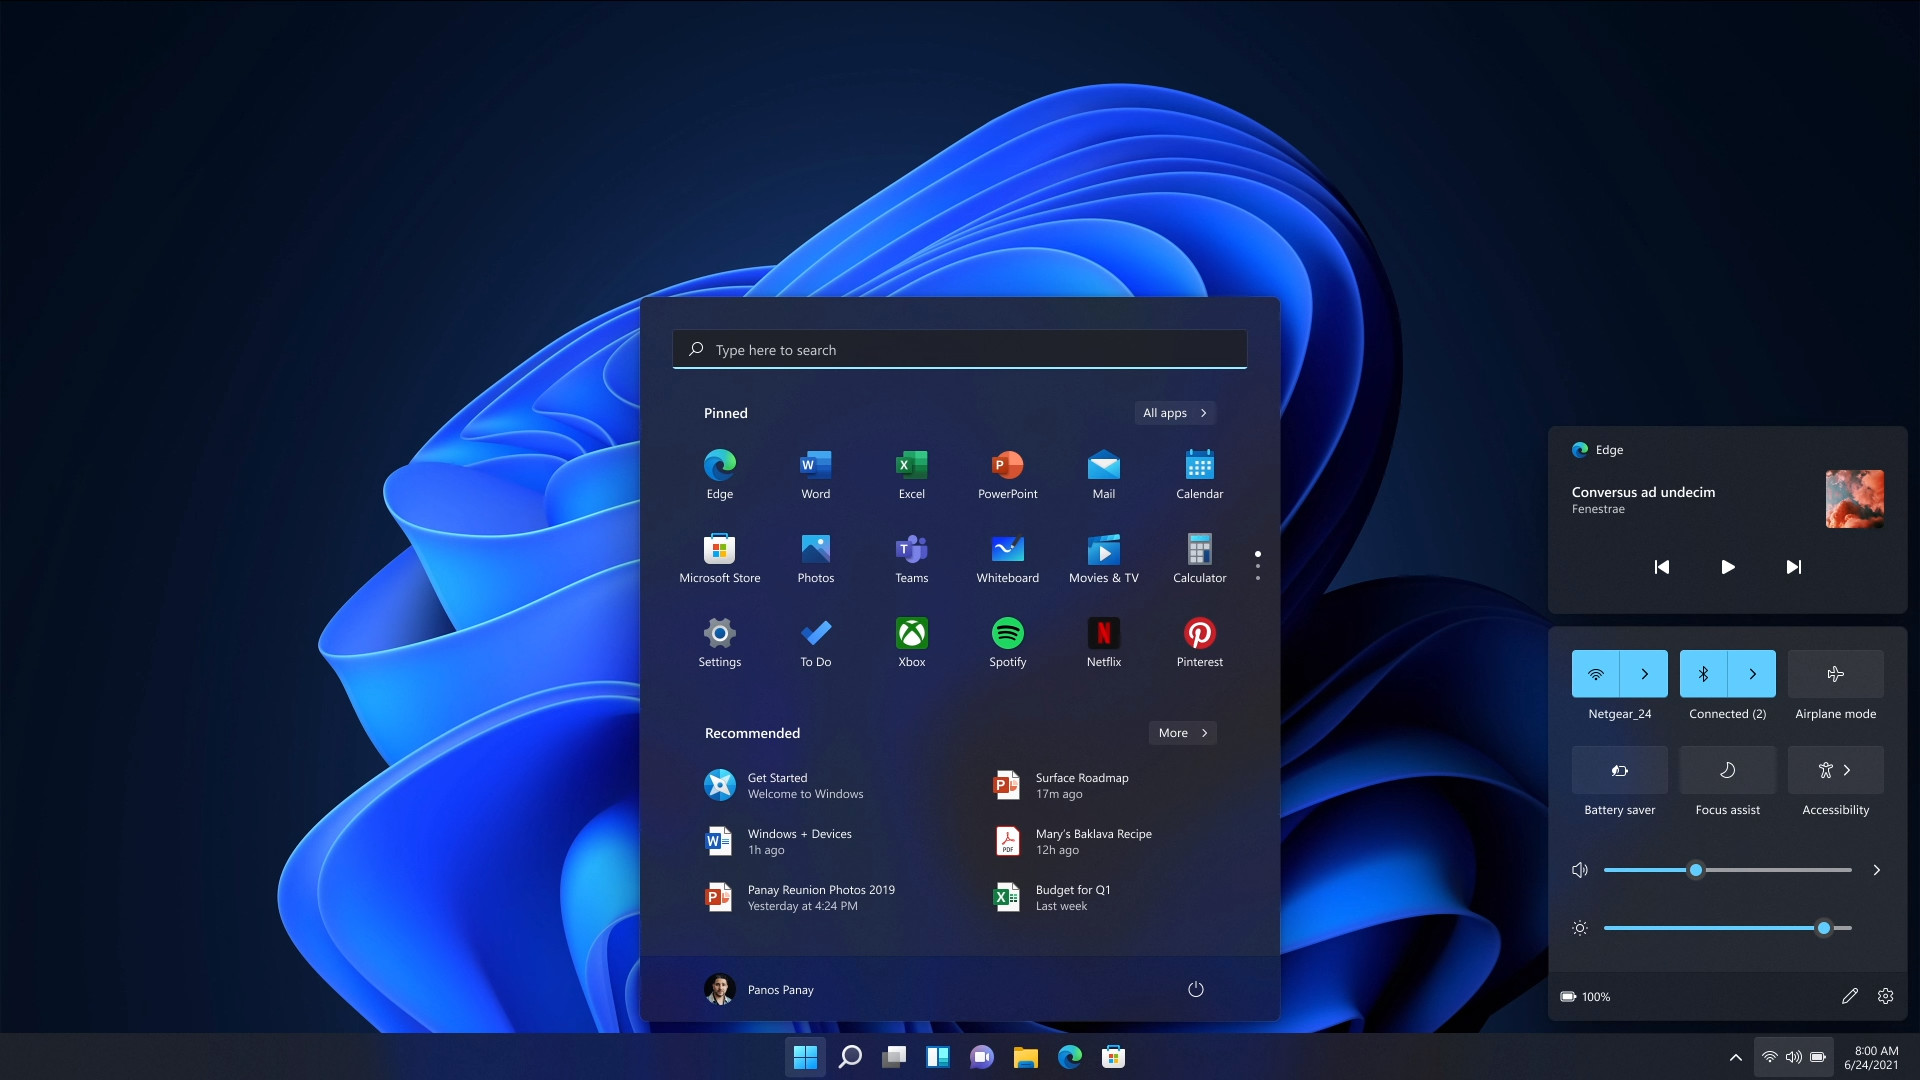 Type here to search
Pinned
All apps
Edge
Word
Excel
PowerPoint
Mail
Calendar
Microsoft Store
Photos
Teams
Whiteboard
Movies & TV
Calculator
Settings
To Do
Xbox
Spotify
Netflix
Pinterest
Recommended
More
Get Started
Welcome to Windows
Surface Roadmap
17m ago
Windows + Devices
1h ago
Mary's Baklava Recipe
12h ago
Panay Reunion Photos 2019
Yesterday at 4:24 PM
Budget for Q1
Last week
Panos Panay
Edge
Conversus ad undecim
Fenestrae
Netgear_24
Connected (2)
Airplane mode
Battery saver
Focus assist
Accessibility
100%
8:00 AM
6/24/2021